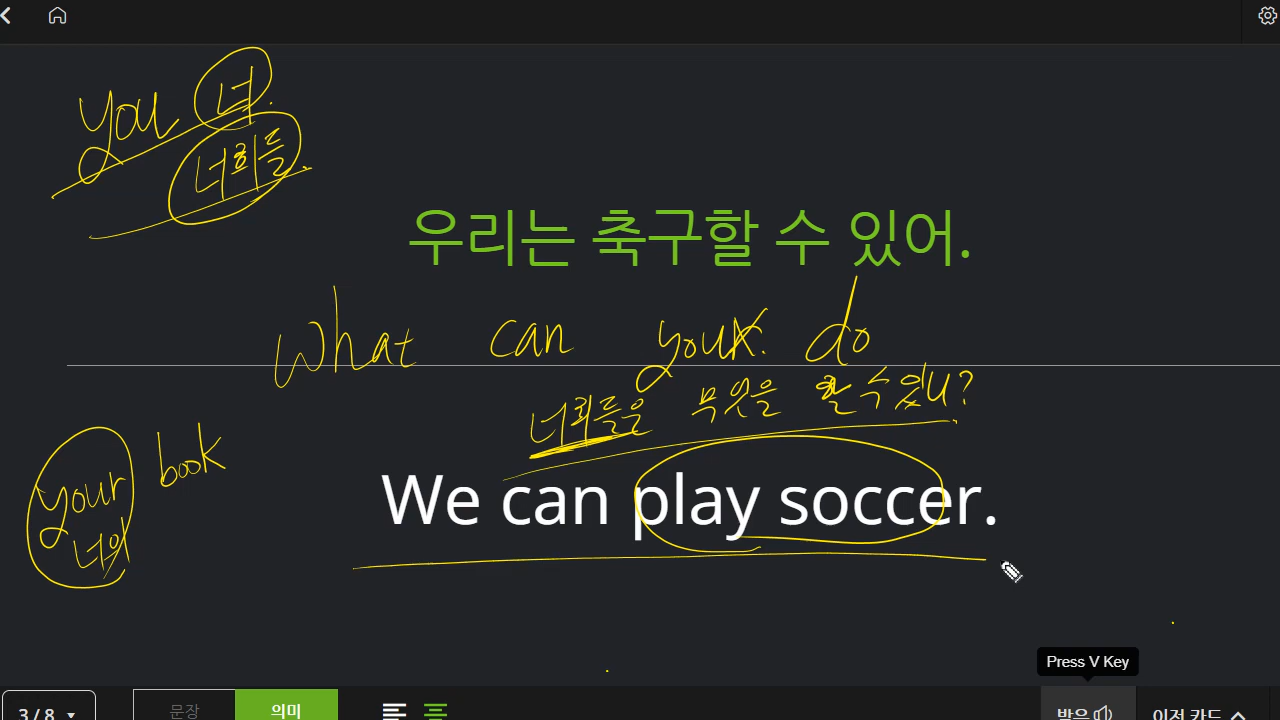 you 너.
너희들.
우리는 축구할 수 있어.
What can you do
너희들은 무엇을 할 수 있니?
your book
너의
We can play soccer.
Press V Key
3 / 8
문장
의미
발음
이전 카드